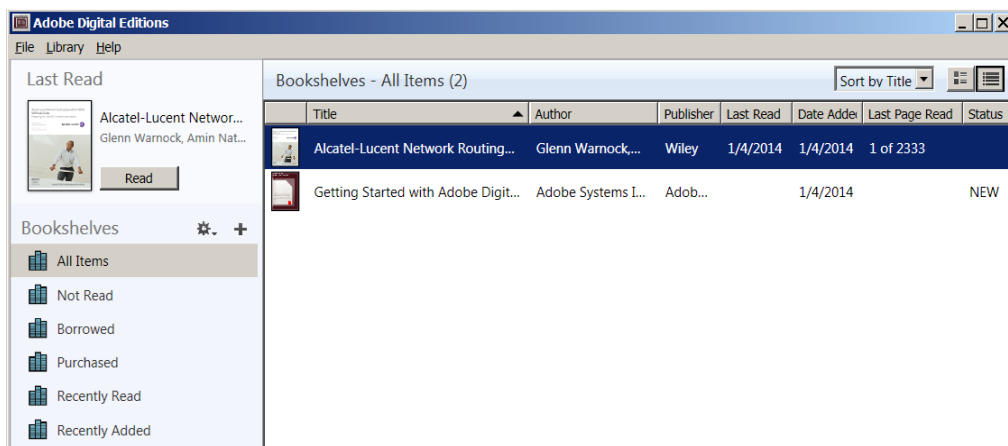 Adobe Digital Editions
File Library Help
Last Read
Alcatel-Lucent Networ...
Glenn Warnock, Amin Nat...
Read
Bookshelves
All Items
Not Read
Borrowed
Purchased
Recently Read
Recently Added
Bookshelves - All Items (2)
Sort by Title
Title Author Publisher Last Read Date Added Last Page Read Status
Alcatel-Lucent Network Routing... Glenn Warnock,... Wiley 1/4/2014 1/4/2014 1 of 2333
Getting Started with Adobe Digit... Adobe Systems I... Adob... 1/4/2014 NEW